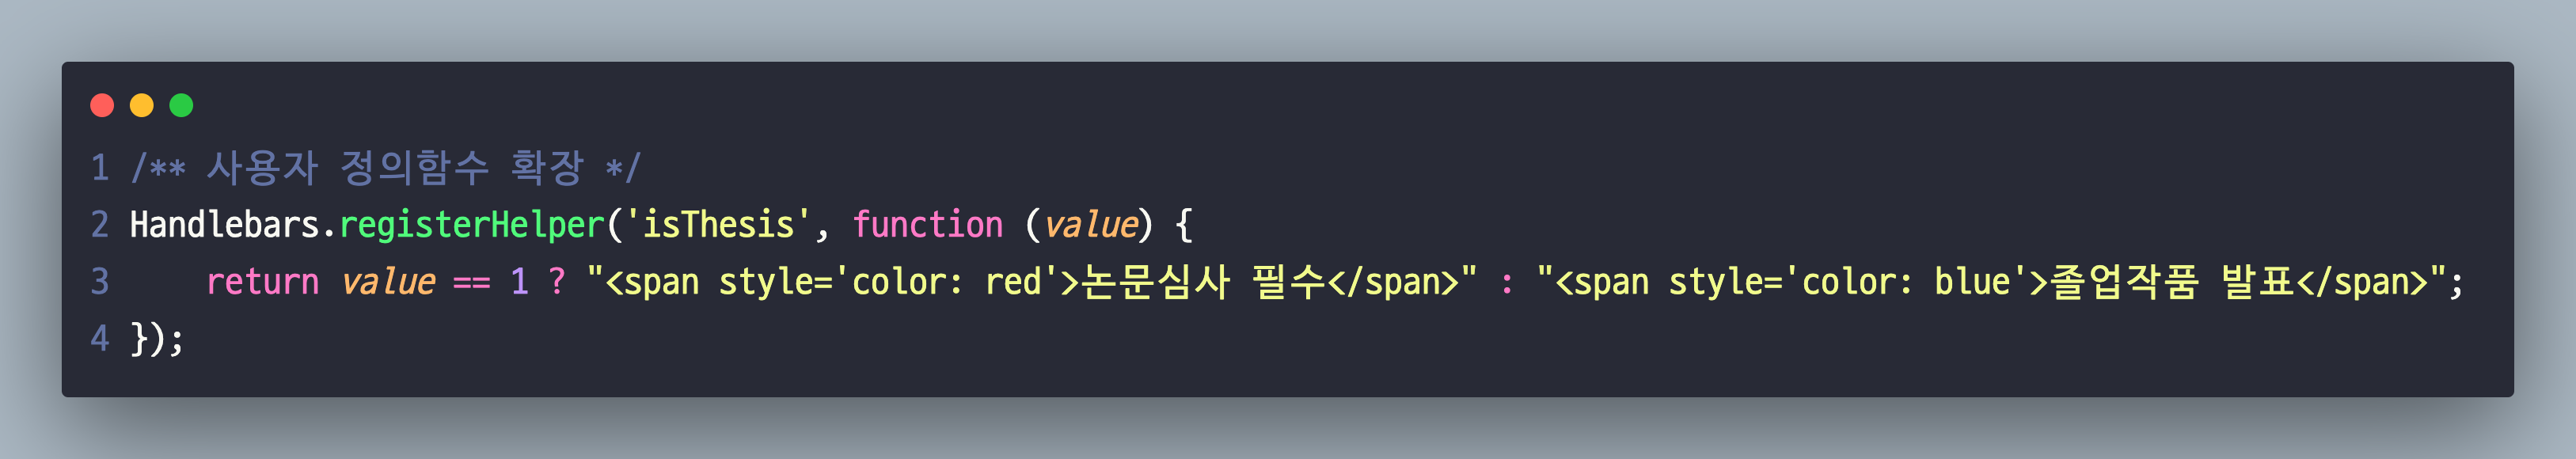 1 /** 사용자 정의함수 확장 */
2 Handlebars.registerHelper('isThesis', function (value) {
3     return value == 1 ? "<span style='color: red'>논문심사 필수</span>" : "<span style='color: blue'>졸업작품 발표</span>";
4 });